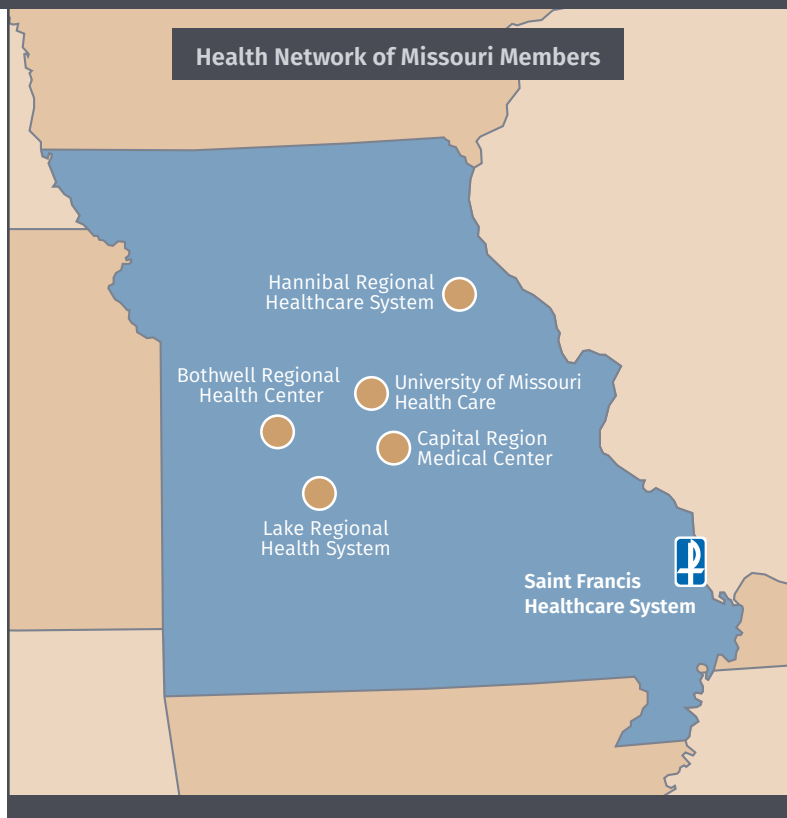 Health Network of Missouri Members
Hannibal Regional
Healthcare System
Bothwell Regional
Health Center
University of Missouri
Health Care
Capital Region
Medical Center
Lake Regional
Health System
Saint Francis
Healthcare System